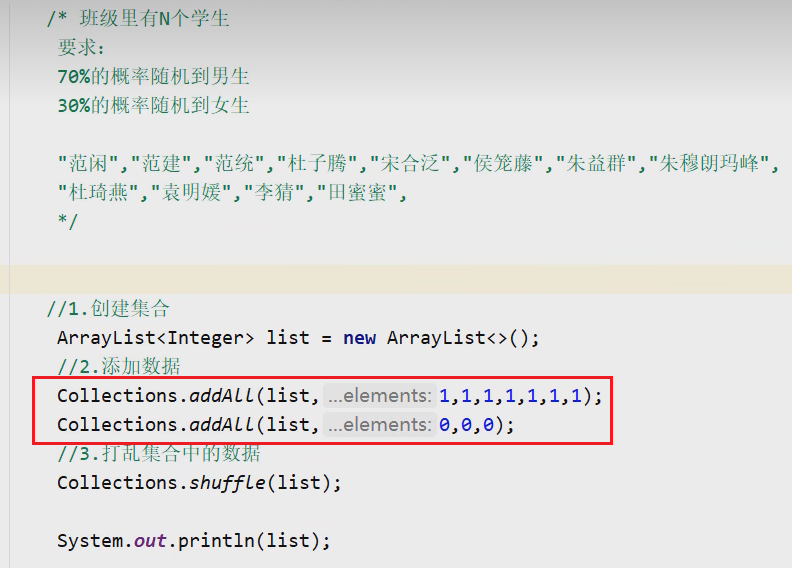 /* 班级里有N个学生
要求：
70%的概率随机到男生
30%的概率随机到女生
"范闲","范建","范统","杜子腾","宋合泛","侯笼藤","朱益群","朱穆朗玛峰",
"杜琦燕","袁明媛","李猜","田蜜蜜",
*/
//1.创建集合
ArrayList<Integer> list = new ArrayList<>();
//2.添加数据
Collections.addAll(list, ...elements: 1,1,1,1,1,1,1);
Collections.addAll(list, ...elements: 0,0,0);
//3.打乱集合中的数据
Collections.shuffle(list);
System.out.println(list);